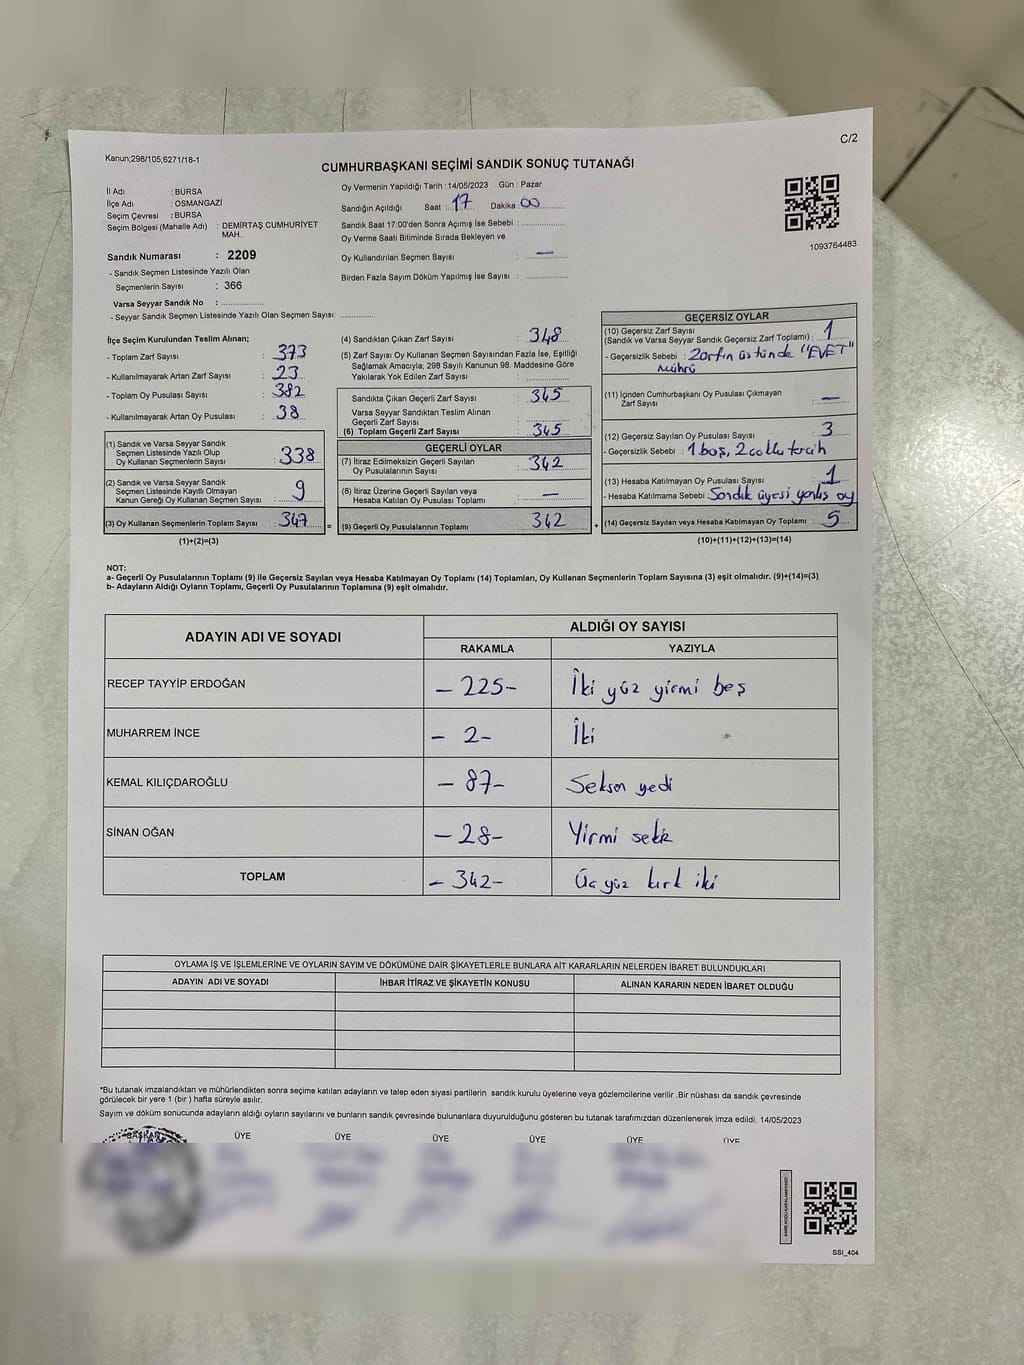 C/2
Kanun;298/105,6271/18-1
CUMHURBAŞKANI SEÇİMİ SANDIK SONUÇ TUTANAĞI
İl Adı : BURSA
İlçe Adı : OSMANGAZİ
Seçim Çevresi : BURSA
Seçim Bölgesi (Mahalle Adı) : DEMİRTAŞ CUMHURİYET MAH.
Sandık Numarası : 2209
- Sandık Seçmen Listesinde Yazılı Olan
Seçmenlerin Sayısı : 366
Varsa Seyyar Sandık No :
- Seyyar Sandık Seçmen Listesinde Yazılı Olan Seçmen Sayısı:
Oy Vermenin Yapıldığı Tarih : 14/05/2023 Gün : Pazar
Sandığın Açıldığı Saat : 17 Dakika 00
Sandık Saat 17:00'den Sonra Açımış İse Sebebi :
Oy Verme Saati Bitiminde Sırada Bekleyen ve
Oy Kullandırılan Seçmen Sayısı : —
Birden Fazla Sayım Döküm Yapılmış İse Sayısı :
1093764483
İlçe Seçim Kurulundan Teslim Alınan;
- Toplam Zarf Sayısı : 373
- Kullanılmayarak Artan Zarf Sayısı : 23
- Toplam Oy Pusulası Sayısı : 382
- Kullanılmayarak Artan Oy Pusulası : 38
(1) Sandık ve Varsa Seyyar Sandık
Seçmen Listesinde Yazılı Olup
Oy Kullanan Seçmenlerin Sayısı : 338
(2) Sandık ve Varsa Seyyar Sandık
Seçmen Listesinde Kayıtlı Olmayan
Kanun Gereği Oy Kullanan Seçmen Sayısı : 9
(3) Oy Kullanan Seçmenlerin Toplam Sayısı : 347 =
(1)+(2)=(3)
(4) Sandıktan Çıkan Zarf Sayısı : 348
(5) Zarf Sayısı Oy Kullanan Seçmen Sayısından Fazla İse, Eşitliği
Sağlamak Amacıyla; 298 Sayılı Kanunun 98. Maddesine Göre
Yakılarak Yok Edilen Zarf Sayısı :
Sandıkta Çıkan Geçerli Zarf Sayısı : 345
Varsa Seyyar Sandıktan Teslim Alınan
Geçerli Zarf Sayısı :
(6) Toplam Geçerli Zarf Sayısı : 345
GEÇERLİ OYLAR
(7) İtiraz Edilmeksizin Geçerli Sayılan
Oy Pusulalarının Sayısı : 342
(8) İtiraz Üzerine Geçerli Sayılan veya
Hesaba Katılan Oy Pusulası Toplamı : —
(9) Geçerli Oy Pusulalarının Toplamı : 342 +
GEÇERSİZ OYLAR
(10) Geçersiz Zarf Sayısı
(Sandık ve Varsa Seyyar Sandık Geçersiz Zarf Toplamı) : 1
- Geçersizlik Sebebi : Zarfın üstünde "EVET"
mührü
(11) İçinden Cumhurbaşkanı Oy Pusulası Çıkmayan
Zarf Sayısı : —
(12) Geçersiz Sayılan Oy Pusulası Sayısı : 3
- Geçersizlik Sebebi : 1 boş, 2 çoklu tercih
(13) Hesaba Katılmayan Oy Pusulası Sayısı : 1
- Hesaba Katılmama Sebebi Sandık üyesi yanlış oy
(14) Geçersiz Sayılan veya Hesaba Katılmayan Oy Toplamı : 5
(10)+(11)+(12)+(13)=(14)
NOT:
a- Geçerli Oy Pusulalarının Toplamı (9) ile Geçersiz Sayılan veya Hesaba Katılmayan Oy Toplamı (14) Toplamları, Oy Kullanan Seçmenlerin Toplam Sayısına (3) eşit olmalıdır. (9)+(14)=(3)
b- Adayların Aldığı Oyların Toplamı, Geçerli Oy Pusulalarının Toplamına (9) eşit olmalıdır.
ADAYIN ADI VE SOYADI
ALDIĞI OY SAYISI
RAKAMLA YAZIYLA
RECEP TAYYİP ERDOĞAN – 225 – İki yüz yirmi beş
MUHARREM İNCE – 2 – İki
KEMAL KILIÇDAROĞLU – 87 – Seksen yedi
SİNAN OĞAN – 28 – Yirmi sekiz
TOPLAM – 342 – Üç yüz kırk iki
OYLAMA İŞ VE İŞLEMLERİNE VE OYLARIN SAYIM VE DÖKÜMÜNE DAİR ŞİKAYETLERLE BUNLARA AİT KARARLARIN NELERDEN İBARET BULUNDUKLARI
ADAYIN ADI VE SOYADI İHBAR İTİRAZ VE ŞİKAYETİN KONUSU ALINAN KARARIN NEDEN İBARET OLDUĞU
*Bu tutanak imzalandıktan ve mühürlendikten sonra seçime katılan adayların ve talep eden siyasi partilerin sandık kurulu üyelerine veya gözlemcilerine verilir .Bir nüshası da sandık çevresinde
görülecek bir yere 1 (bir ) hafta süreyle asılır.
Sayım ve döküm sonucunda adayların aldığı oyların sayılarını ve bunların sandık çevresinde bulunanlara duyurulduğunu gösteren bu tutanak tarafımızdan düzenlenerek imza edildi. 14/05/2023
BAŞKAN ÜYE ÜYE ÜYE ÜYE ÜYE ÜYE
SSI_404